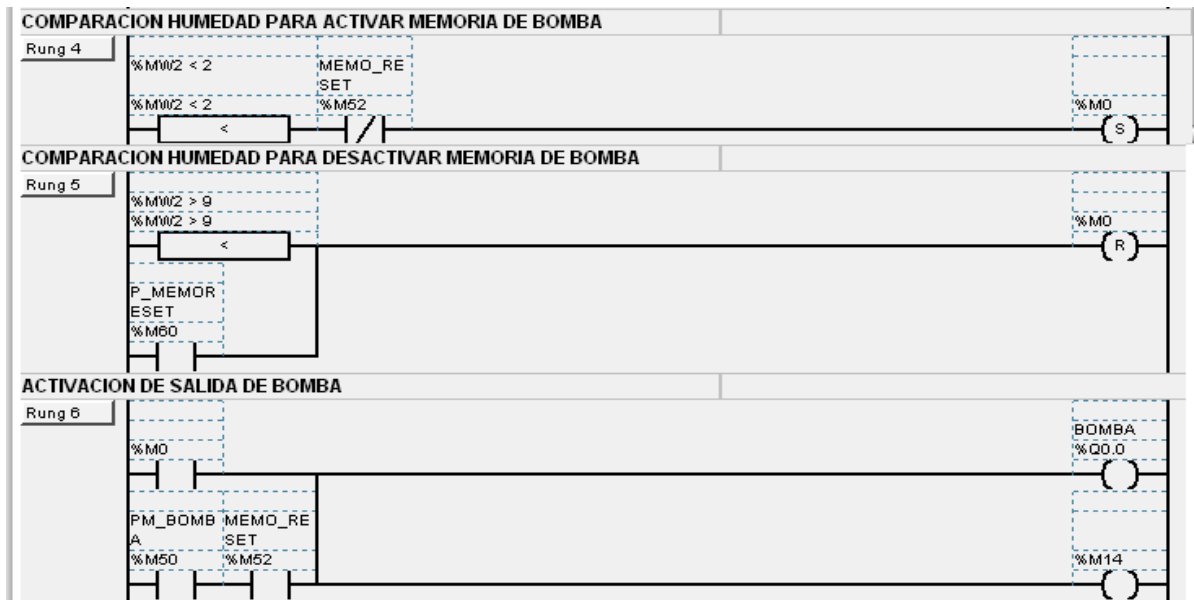 COMPARACION HUMEDAD PARA ACTIVAR MEMORIA DE BOMBA
Rung 4
%MW2 < 2
MEMO_RE
SET
%MW2 < 2
%M52
%M0
<
S
COMPARACION HUMEDAD PARA DESACTIVAR MEMORIA DE BOMBA
Rung 5
%MW2 > 9
%MW2 > 9
%M0
<
R
P_MEMOR
ESET
%M60
ACTIVACION DE SALIDA DE BOMBA
Rung 6
BOMBA
%M0
%Q0.0
PM_BOMB
A
MEMO_RE
SET
%M50
%M52
%M14